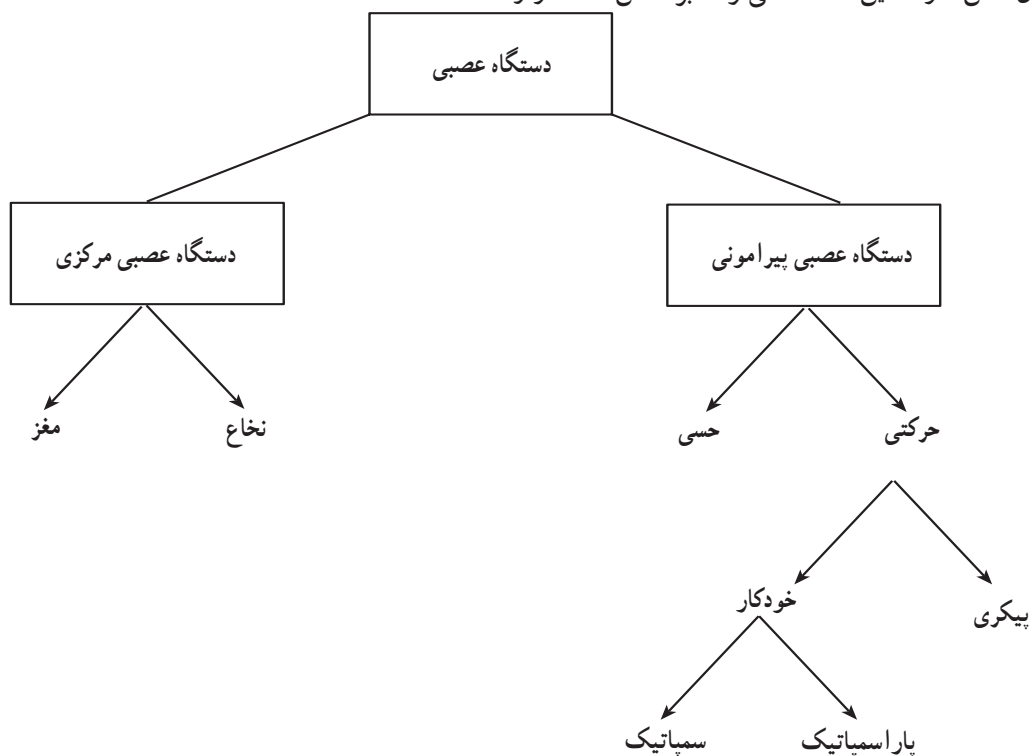 دستگاه عصبی
دستگاه عصبی پیرامونی
دستگاه عصبی مرکزی
حرکتی
حسی
نخاع
مغز
پیکری
خودکار
پاراسمپاتیک
سمپاتیک